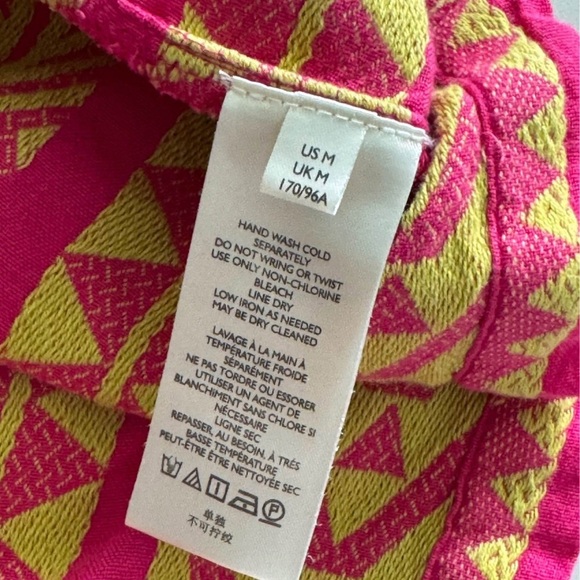 US M
UK M
170/96A
HAND WASH COLD
SEPARATELY
DO NOT WRING OR TWIST
USE ONLY NON-CHLORINE
BLEACH
LINE DRY
LOW IRON AS NEEDED
MAY BE DRY CLEANED
LAVAGE À LA MAIN À
TEMPÉRATURE FROIDE
SÉPARÉMENT
NE PAS TORDRE OU ESSORER
UTILISER UN AGENT DE
BLANCHIMENT SANS CHLORE SI
NÉCESSAIRE
LIGNE SEC
REPASSER, AU BESOIN, À TRÈS
BASSE TEMPÉRATURE
PEUT-ÊTRE ÊTRE NETTOYÉE SEC
P
单独
不可拧绞